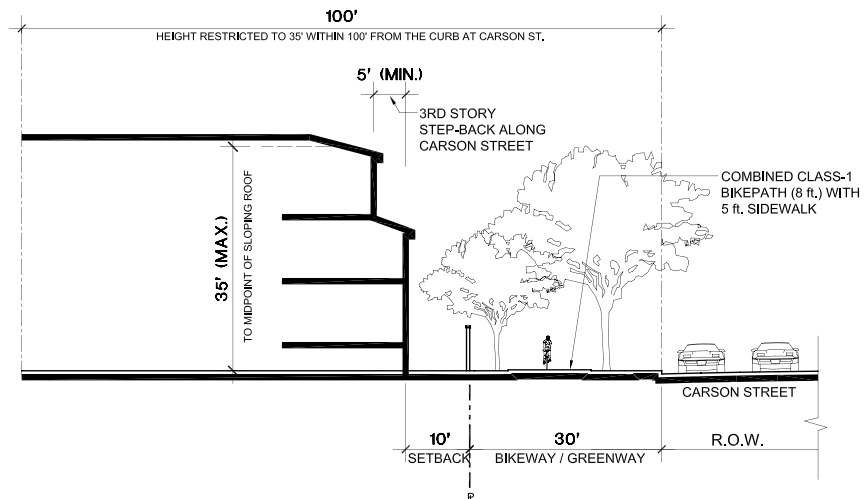 100'
HEIGHT RESTRICTED TO 35' WITHIN 100' FROM THE CURB AT CARSON ST.
5' (MIN.)
3RD STORY
STEP-BACK ALONG
CARSON STREET
COMBINED CLASS-1
BIKEPATH (8 ft.) WITH
5 ft. SIDEWALK
35' (MAX.)
TO MIDPOINT OF SLOPING ROOF
CARSON STREET
10'
SETBACK
30'
BIKEWAY / GREENWAY
R.O.W.
PL